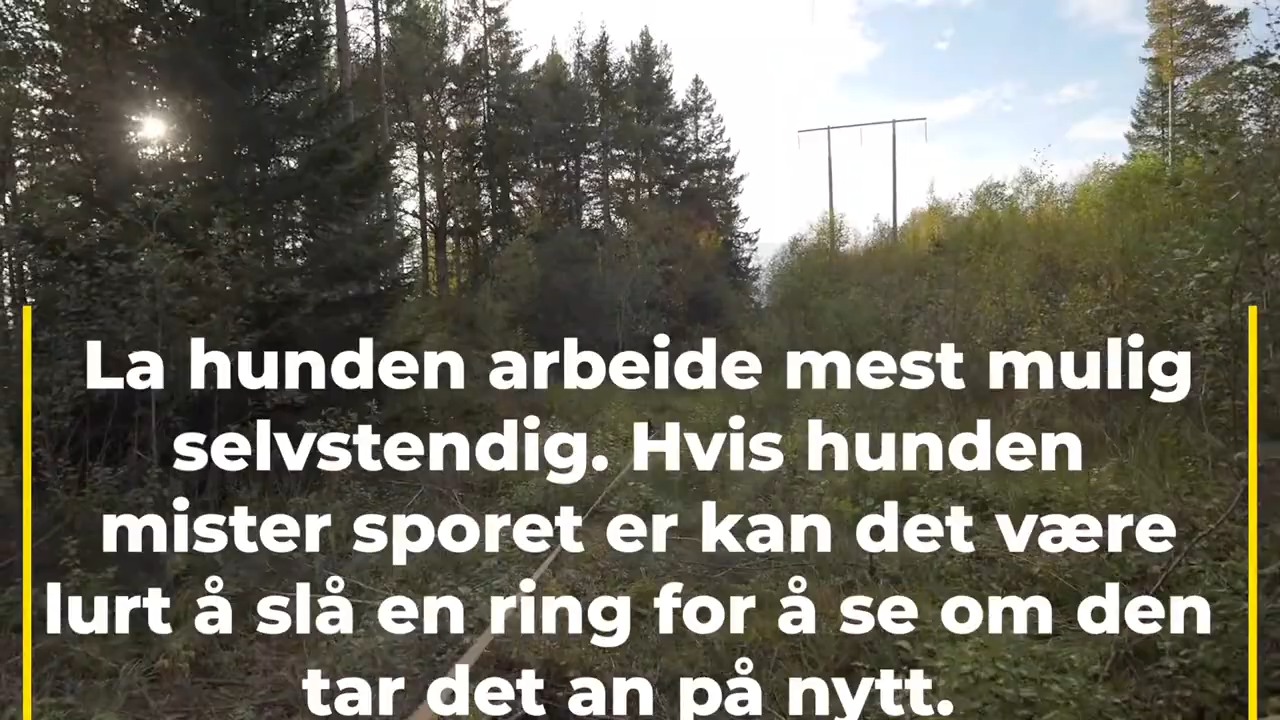 La hunden arbeide mest mulig
selvstendig. Hvis hunden
mister sporet er kan det være
lurt å slå en ring for å se om den
tar det an på nytt.